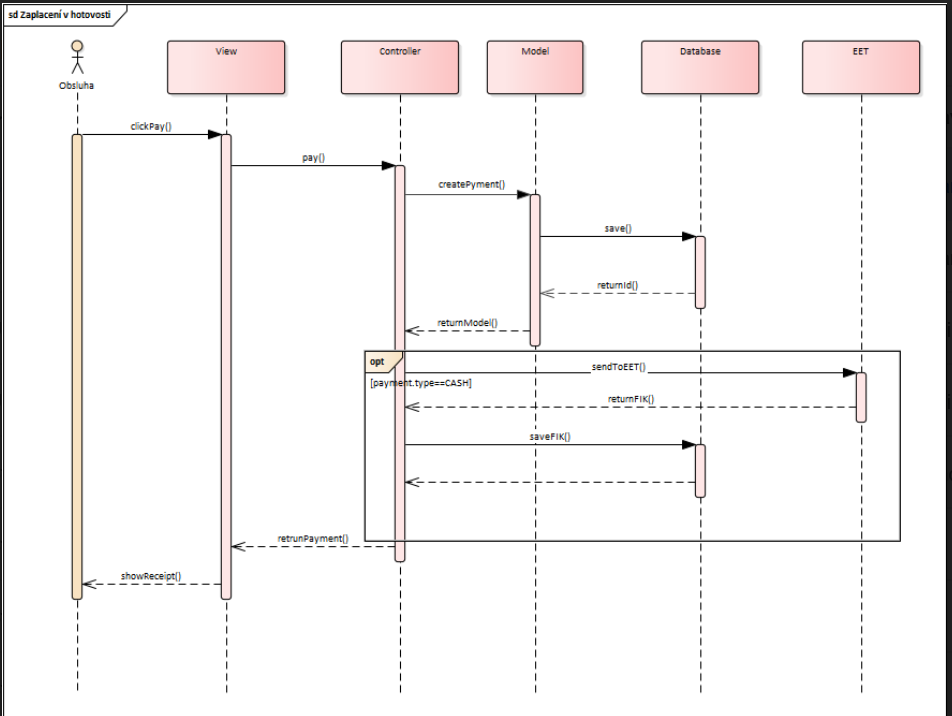 sd Zaplacení v hotovosti
View
Controller
Model
Database
EET
Obsluha
clickPay()
pay()
createPyment()
save()
returnId()
returnModel()
opt
sendToEET()
[payment.type==CASH]
returnFIK()
saveFIK()
retrunPayment()
showReceipt()